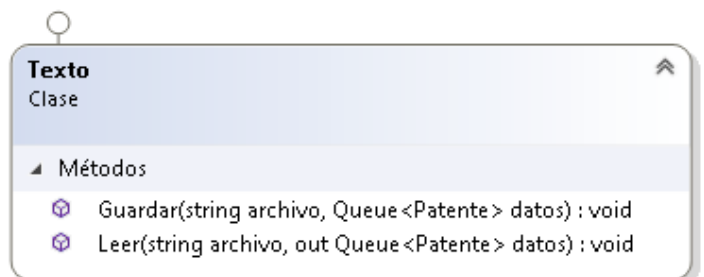 Texto
Clase
Métodos
Guardar(string archivo, Queue<Patente> datos) : void
Leer(string archivo, out Queue<Patente> datos) : void